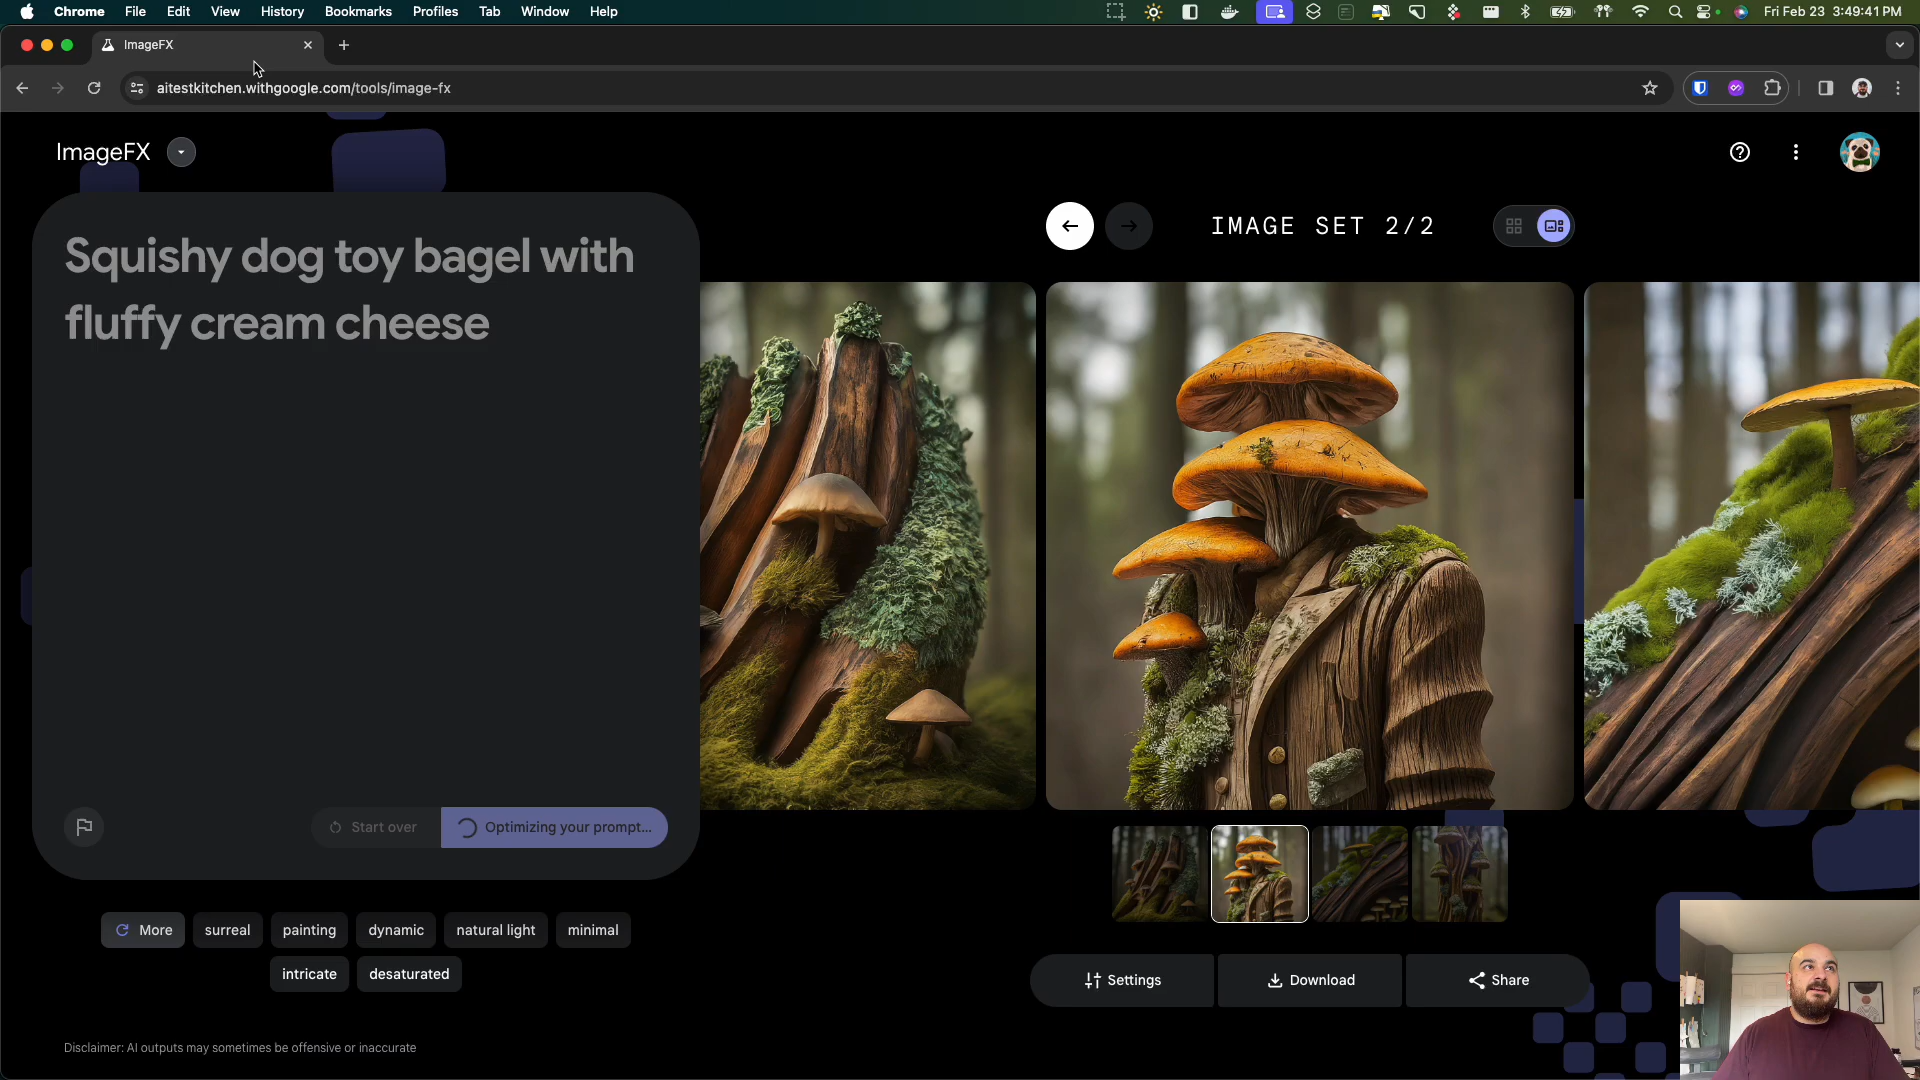 Chrome File Edit View History Bookmarks Profiles Tab Window Help Fri Feb 23 3:49:41 PM
ImageFX
aitestkitchen.withgoogle.com/tools/image-fx
ImageFX
IMAGE SET 2/2
Squishy dog toy bagel with
fluffy cream cheese
Start over Optimizing your prompt...
More surreal painting dynamic natural light minimal
intricate desaturated
Settings Download Share
Disclaimer: AI outputs may sometimes be offensive or inaccurate